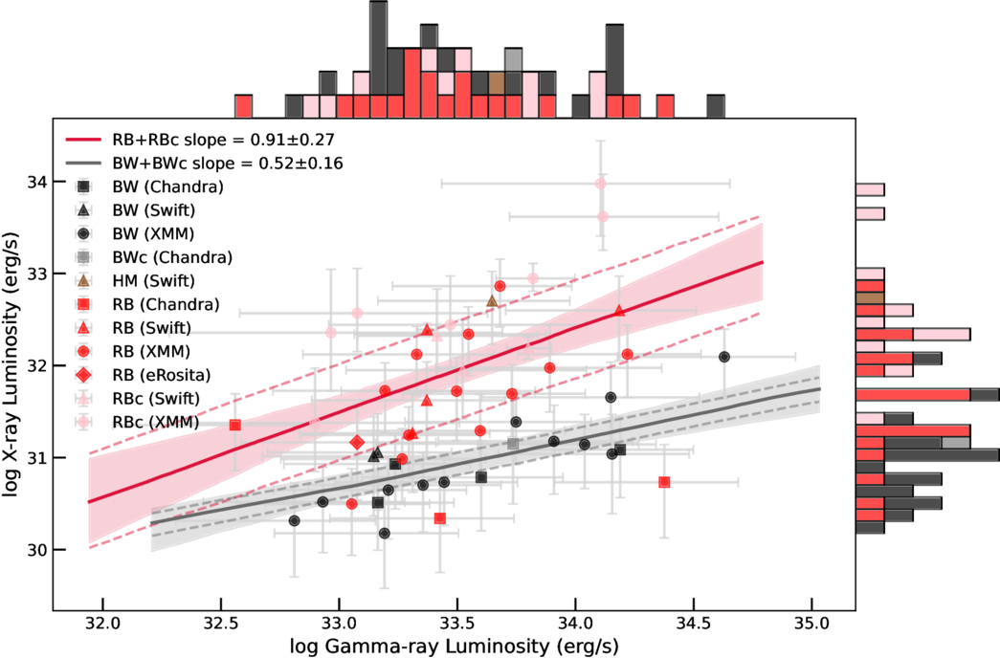 RB+RBc slope = 0.91±0.27
BW+BWc slope = 0.52±0.16
BW (Chandra)
BW (Swift)
BW (XMM)
BWc (Chandra)
HM (Swift)
RB (Chandra)
RB (Swift)
RB (XMM)
RB (eRosita)
RBc (Swift)
RBc (XMM)
34
33
32
31
30
log X-ray Luminosity (erg/s)
32.0 32.5 33.0 33.5 34.0 34.5 35.0
log Gamma-ray Luminosity (erg/s)